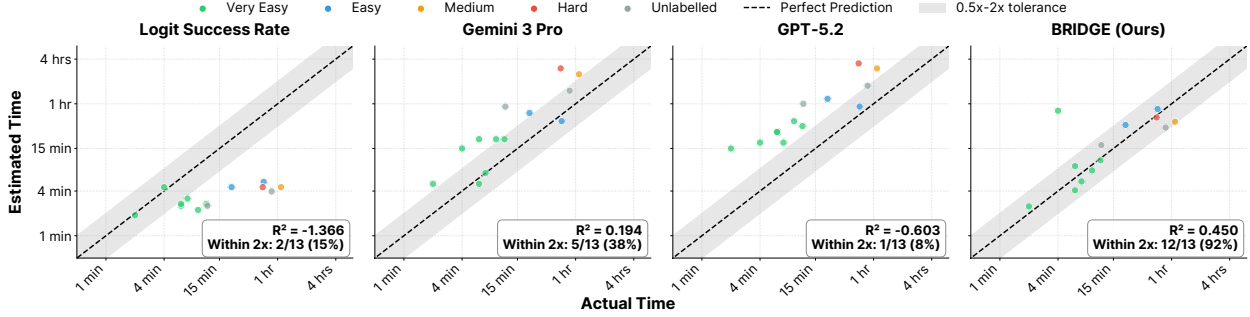 Very Easy Easy Medium Hard Unlabelled Perfect Prediction 0.5x-2x tolerance
Logit Success Rate
Gemini 3 Pro
GPT-5.2
BRIDGE (Ours)
Estimated Time
4 hrs
1 hr
15 min
4 min
1 min
R² = -1.366
Within 2x: 2/13 (15%)
R² = 0.194
Within 2x: 5/13 (38%)
R² = -0.603
Within 2x: 1/13 (8%)
R² = 0.450
Within 2x: 12/13 (92%)
1 min 4 min 15 min 1 hr 4 hrs
1 min 4 min 15 min 1 hr 4 hrs
1 min 4 min 15 min 1 hr 4 hrs
1 min 4 min 15 min 1 hr 4 hrs
Actual Time